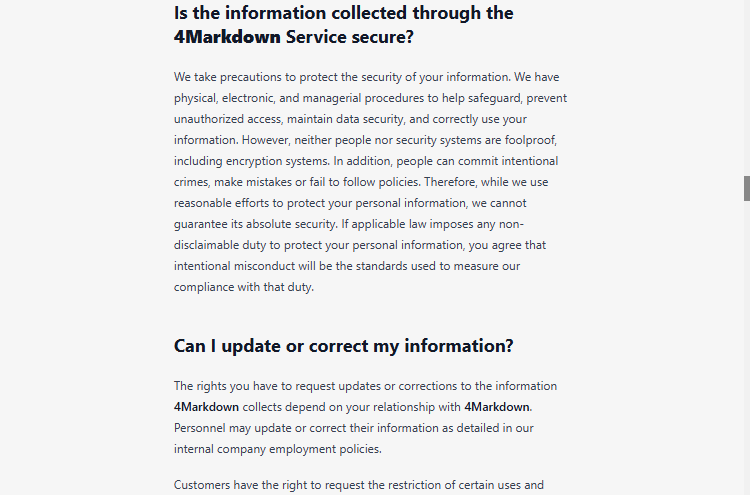 Is the information collected through the
4Markdown Service secure?
We take precautions to protect the security of your information. We have
physical, electronic, and managerial procedures to help safeguard, prevent
unauthorized access, maintain data security, and correctly use your
information. However, neither people nor security systems are foolproof,
including encryption systems. In addition, people can commit intentional
crimes, make mistakes or fail to follow policies. Therefore, while we use
reasonable efforts to protect your personal information, we cannot
guarantee its absolute security. If applicable law imposes any non-
disclaimable duty to protect your personal information, you agree that
intentional misconduct will be the standards used to measure our
compliance with that duty.
Can I update or correct my information?
The rights you have to request updates or corrections to the information
4Markdown collects depend on your relationship with 4Markdown.
Personnel may update or correct their information as detailed in our
internal company employment policies.
Customers have the right to request the restriction of certain uses and